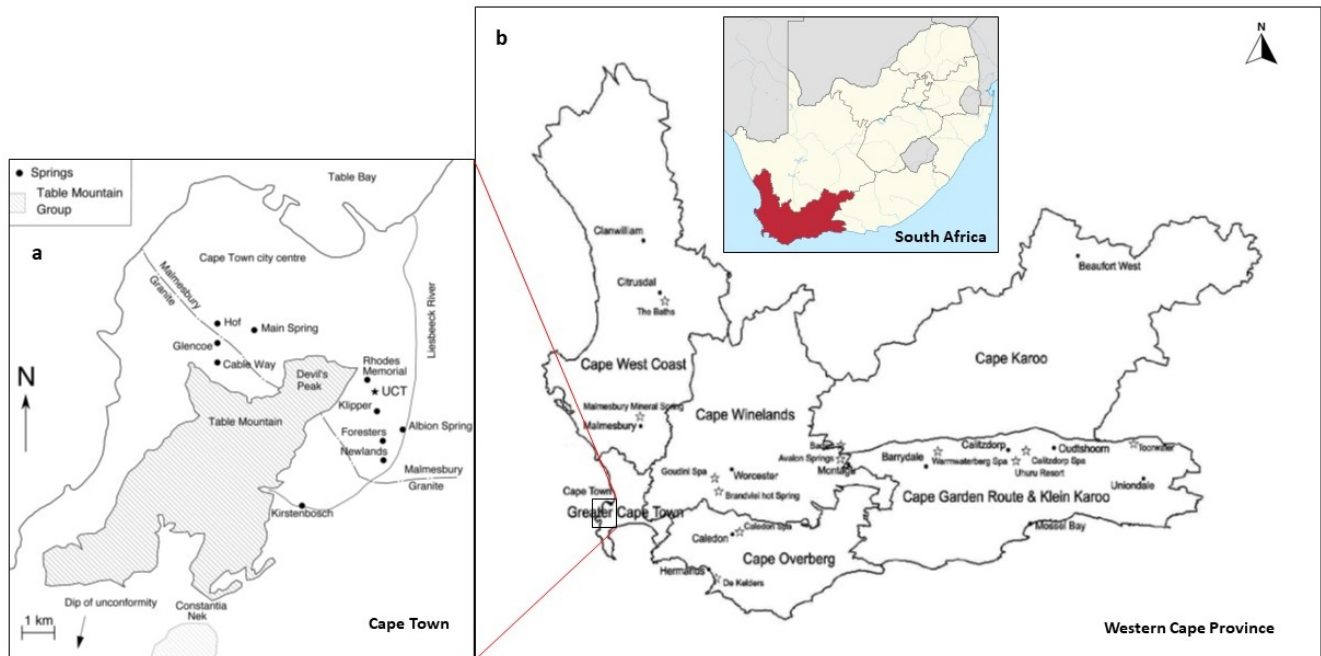 Springs
Table Mountain
Group
a
Table Bay
Cape Town city centre
Malmesbury
Granite
Liesbeeck River
Hof
Main Spring
Glencoe
Cable Way
Devil's
Peak
Rhodes
Memorial
UCT
N
Table Mountain
Klipper
Foresters
Albion Spring
Newlands
Malmesbury
Granite
Kirstenbosch
Dip of unconformity
Constantia
Nek
1 km
Cape Town
b
N
South Africa
Clanwilliam
Citrusdal
The Baths
Beaufort West
Cape West Coast
Cape Karoo
Malmesbury Mineral Spring
Malmesbury
Cape Winelands
Avalon Springs
Montagu
Goudini Spa
Worcester
Brandvlei hot Spring
Barrydale
Warmwaterberg Spa
Calitzdorp
Calitzdorp Spa
Uhuru Resort
Oudtshoorn
Toorwater
Uniondale
Cape Garden Route & Klein Karoo
Mossel Bay
Cape Town
Greater Cape Town
Caledon
Caledon Spa
Cape Overberg
Hermanus
De Kelders
Western Cape Province